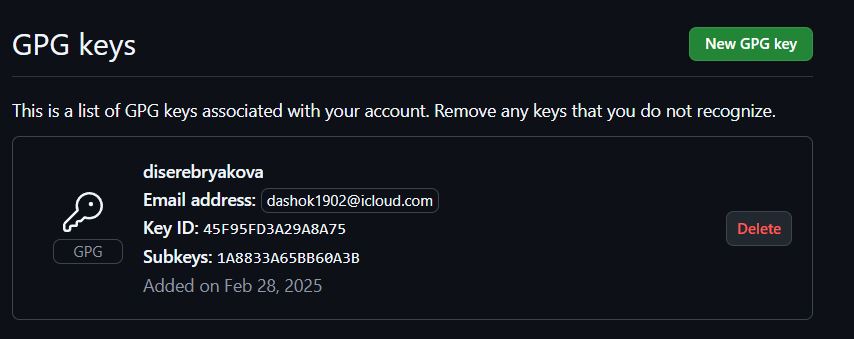 GPG keys
New GPG key
This is a list of GPG keys associated with your account. Remove any keys that you do not recognize.
diserebryakova
Email address: dashok1902@icloud.com
Key ID: 45F95FD3A29A8A75
GPG
Subkeys: 1A8833A65BB60A3B
Added on Feb 28, 2025
Delete